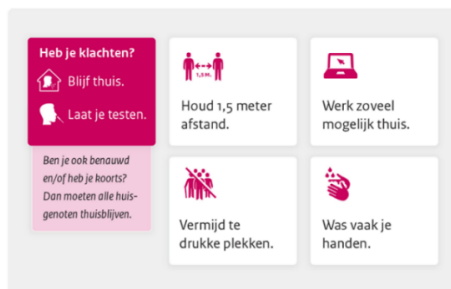 Heb je klachten?
Blijf thuis.
Laat je testen.
Ben je ook benauwd
en/of heb je koorts?
Dan moeten alle huis-
genoten thuisblijven.
1,5 M.
Houd 1,5 meter
afstand.
Werk zoveel
mogelijk thuis.
Vermijd te
drukke plekken.
Was vaak je
handen.